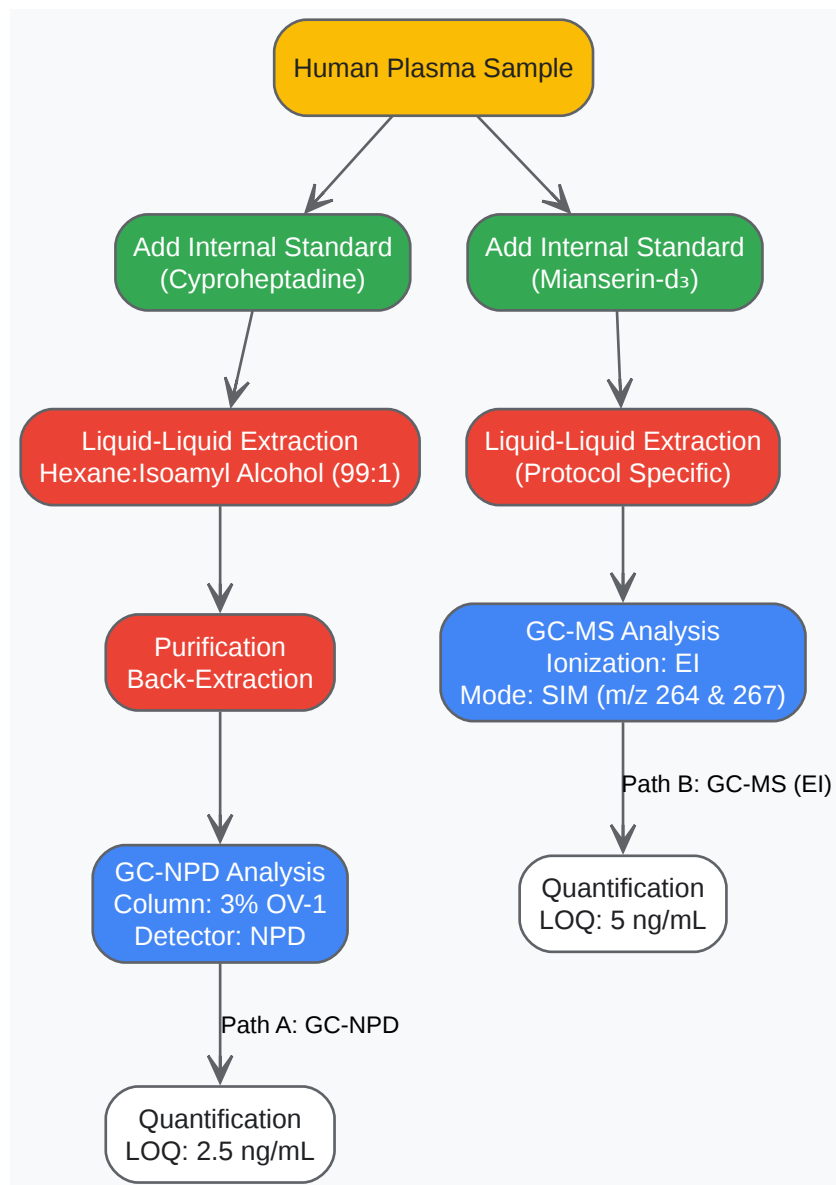 Human Plasma Sample
Add Internal Standard
(Cyproheptadine)
Add Internal Standard
(Mianserin-d₃)
Liquid-Liquid Extraction
Hexane:Isoamyl Alcohol (99:1)
Liquid-Liquid Extraction
(Protocol Specific)
Purification
Back-Extraction
GC-MS Analysis
Ionization: EI
Mode: SIM (m/z 264 & 267)
Path B: GC-MS (EI)
GC-NPD Analysis
Column: 3% OV-1
Detector: NPD
Quantification
LOQ: 5 ng/mL
Path A: GC-NPD
Quantification
LOQ: 2.5 ng/mL